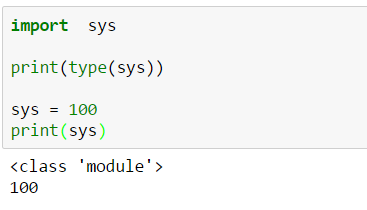 import  sys
print(type(sys))
sys = 100
print(sys)
<class 'module'>
100